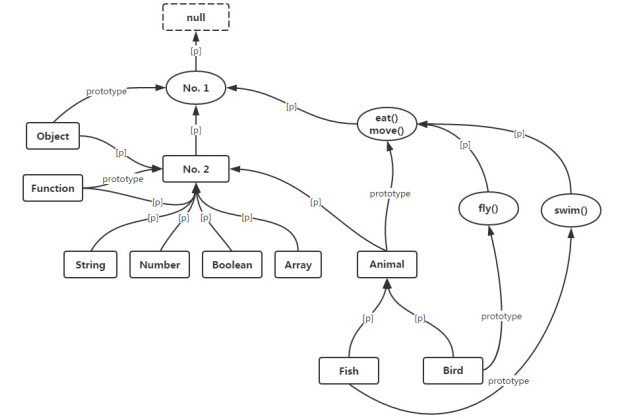 null
[p]
prototype
No. 1
[p]
eat()
move()
Object
[p]
[p]
[p]
[p]
prototype
No. 2
Function
[p]
[p]
prototype
[p]
[p]
[p]
[p]
fly()
swim()
String
Number
Boolean
Array
Animal
[p]
[p]
prototype
Fish
Bird
prototype